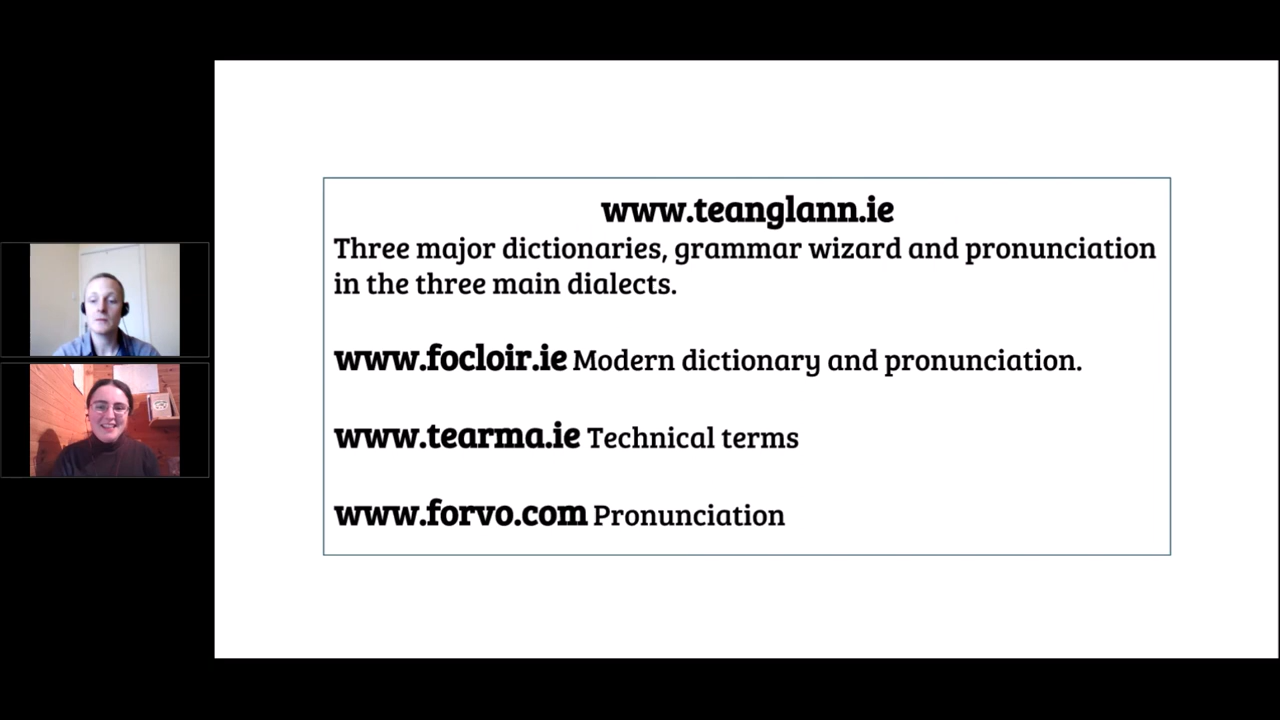 www.teanglann.ie
Three major dictionaries, grammar wizard and pronunciation
in the three main dialects.
www.focloir.ie Modern dictionary and pronunciation.
www.tearma.ie Technical terms
www.forvo.com Pronunciation